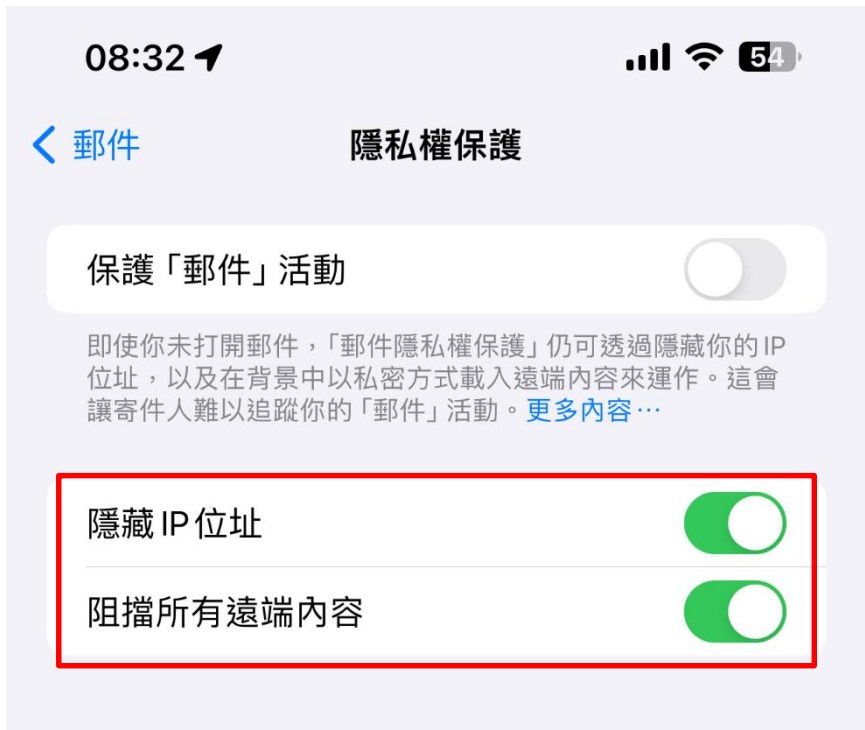 08:32 54
郵件 隱私權保護
保護「郵件」活動
即使你未打開郵件，「郵件隱私權保護」仍可透過隱藏你的 IP
位址，以及在背景中以私密方式載入遠端內容來運作。這會
讓寄件人難以追蹤你的「郵件」活動。更多內容⋯
隱藏 IP 位址
阻擋所有遠端內容